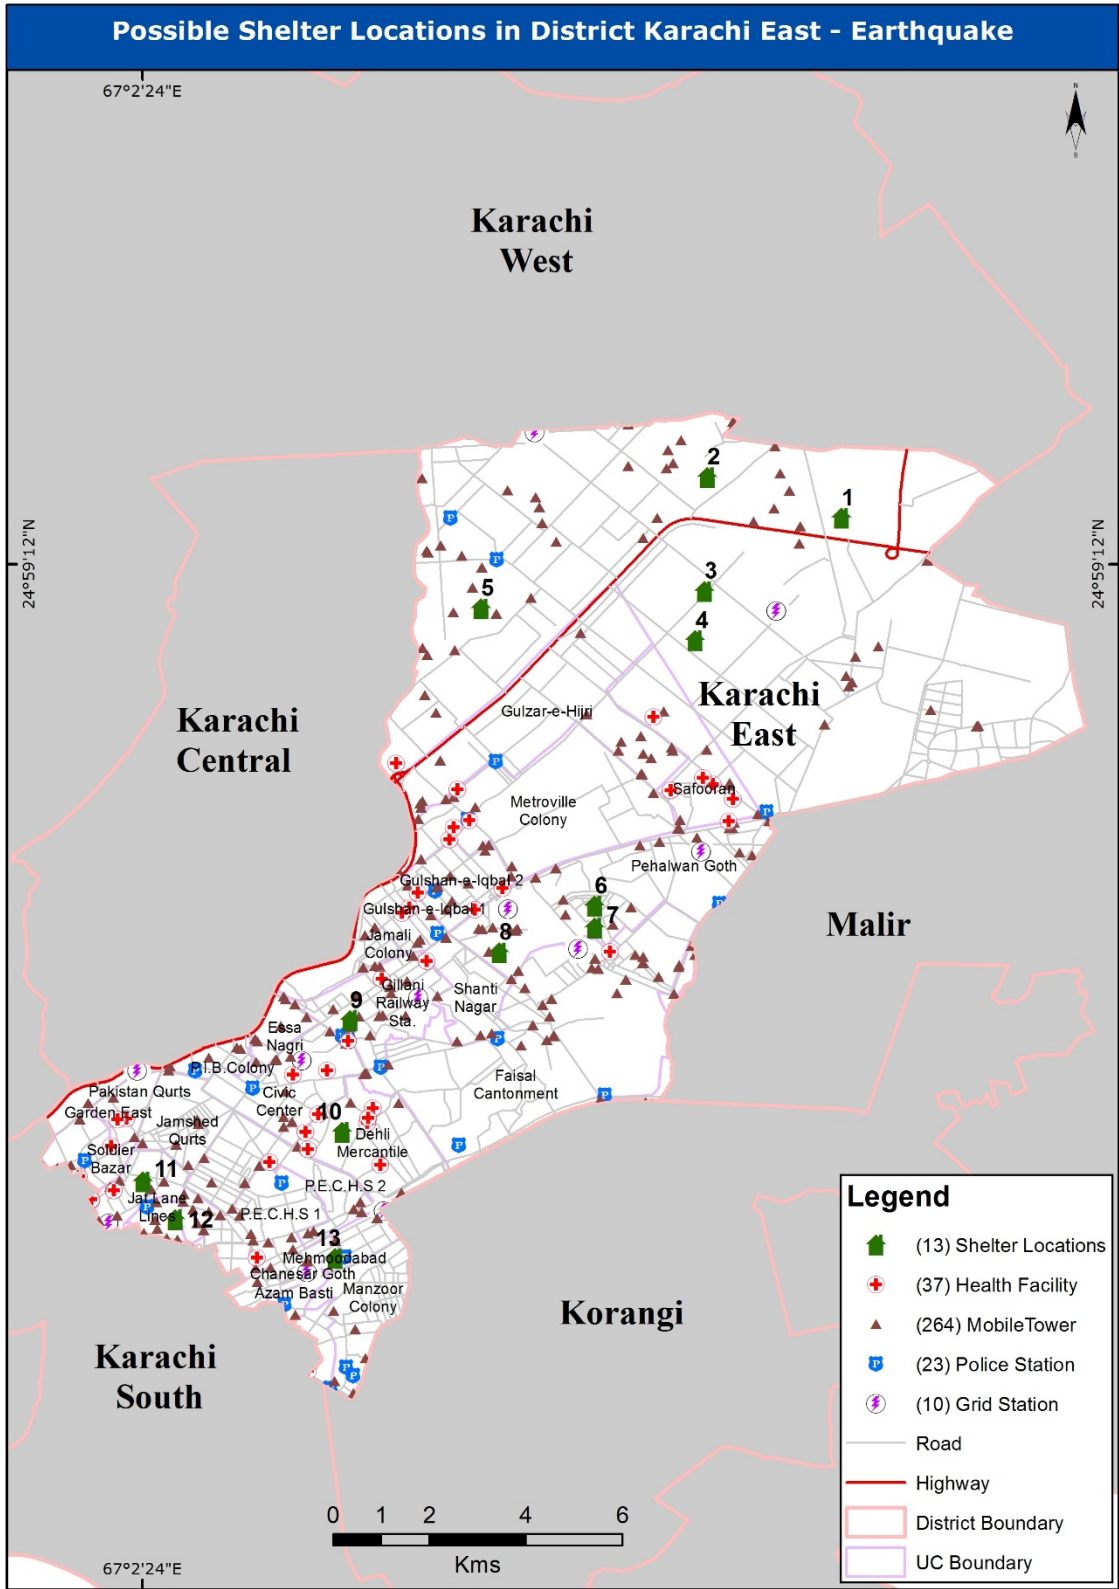 Possible Shelter Locations in District Karachi East - Earthquake
67°2'24"E
N
S
Karachi
West
2
1
24°59'12"N
24°59'12"N
3
5
4
Karachi
East
Gulzar-e-Hijri
Karachi
Central
Safooran
Metroville
Colony
Pehalwan Goth
Gulshan-e-Iqbal 2
6
Gulshan-e-Iqbal 1
7
Malir
8
Jamali
Colony
Gillani
Railway
Sta.
Shanti
Nagar
9
Essa
Nagri
P.I.B.Colony
Faisal
Cantonment
Pakistan Qurts
Civic
Center
Garden East
Jamshed
Qurts
10
Dehli
Mercantile
Soldier
Bazar
11
P.E.C.H.S 2
Jat Lane
Lines
12
P.E.C.H.S 1
13
Mehmoodabad
Chanesar Goth
Azam Basti
Manzoor
Colony
Korangi
Karachi
South
Legend
(13) Shelter Locations
(37) Health Facility
(264) MobileTower
(23) Police Station
(10) Grid Station
Road
Highway
District Boundary
UC Boundary
0 1 2 4 6
Kms
67°2'24"E